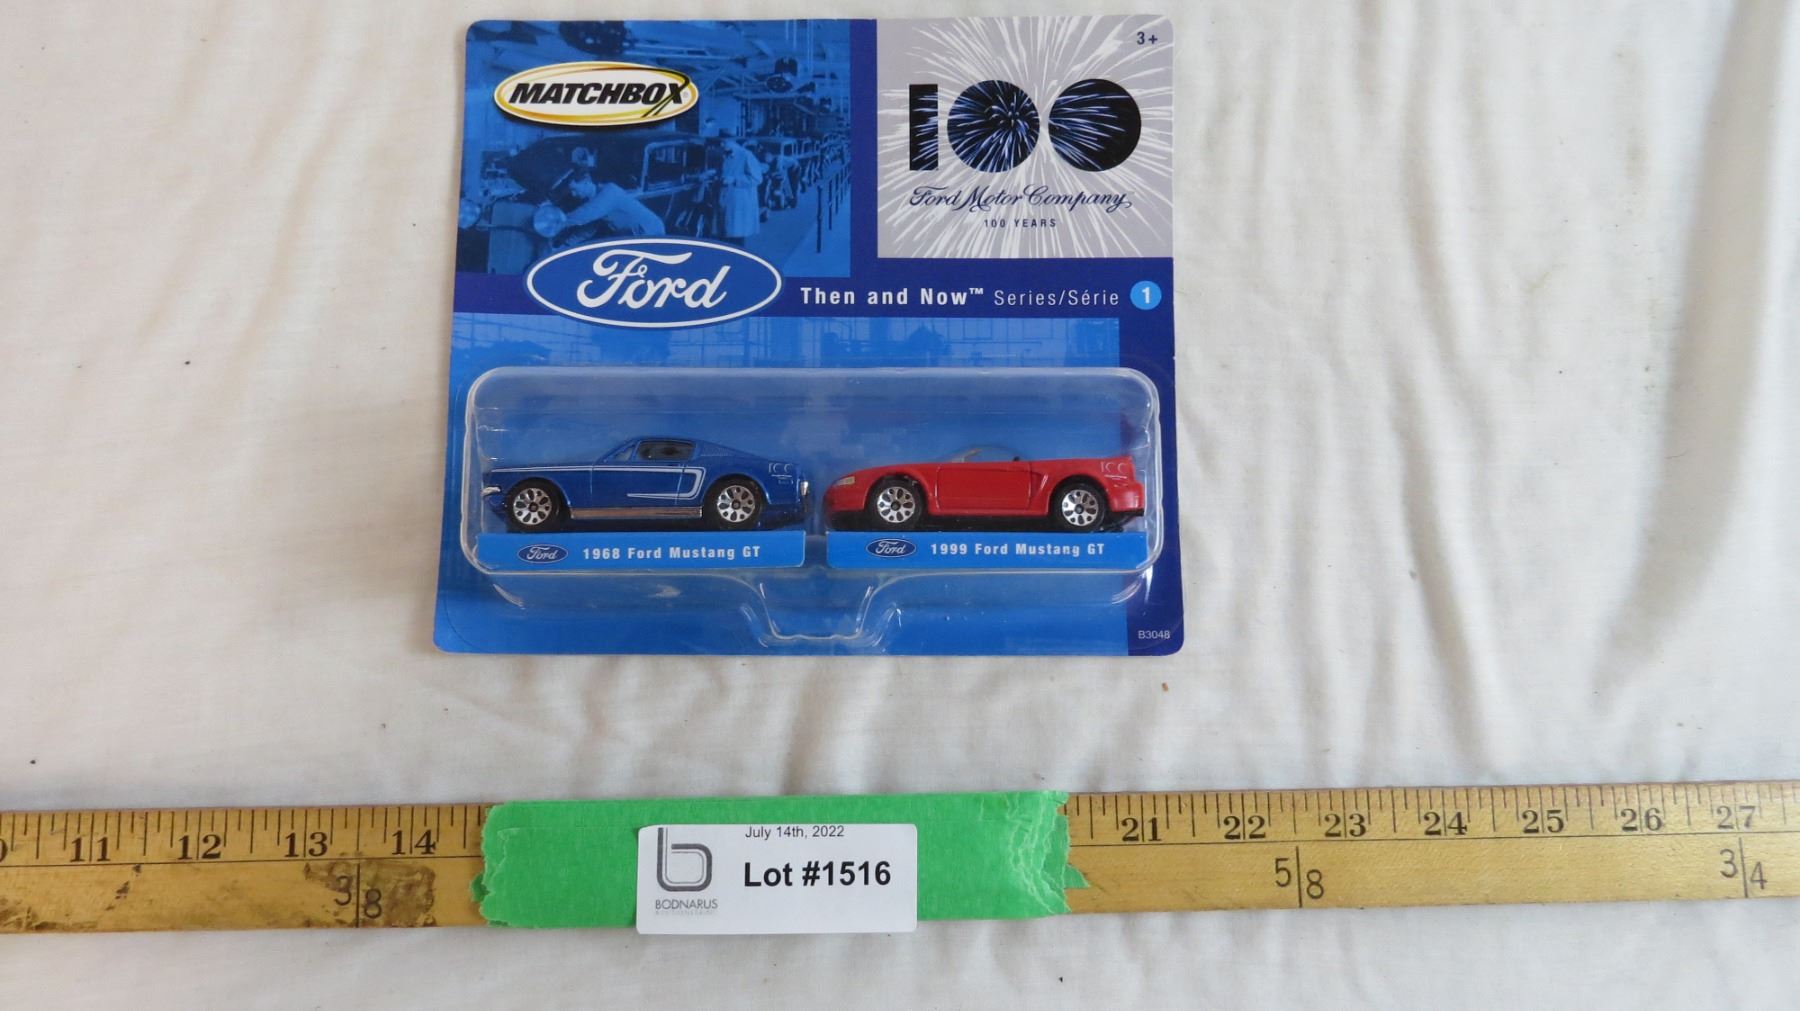 MATCHBOX
3+
100
Ford Motor Company
100 YEARS
Ford
Then and Now™ Series/Série 1
100
100
Ford 1968 Ford Mustang GT
Ford 1999 Ford Mustang GT
B3048
11 12 13 14 21 22 23 24 25 26 27
3 8 5 8 3 4
July 14th, 2022
Lot #1516
BODNARUS